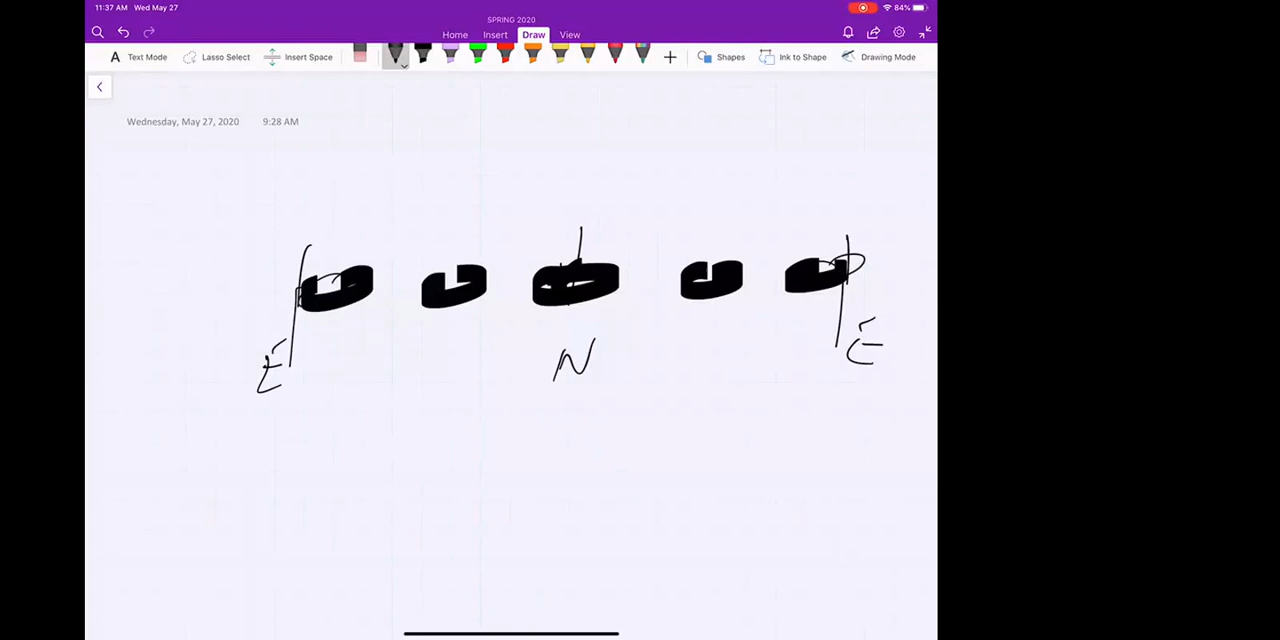 11:37 AM Wed May 27
84%
SPRING 2020
Home Insert Draw View
A Text Mode Lasso Select Insert Space Shapes Ink to Shape Drawing Mode
Wednesday, May 27, 2020 9:28 AM
N
E E